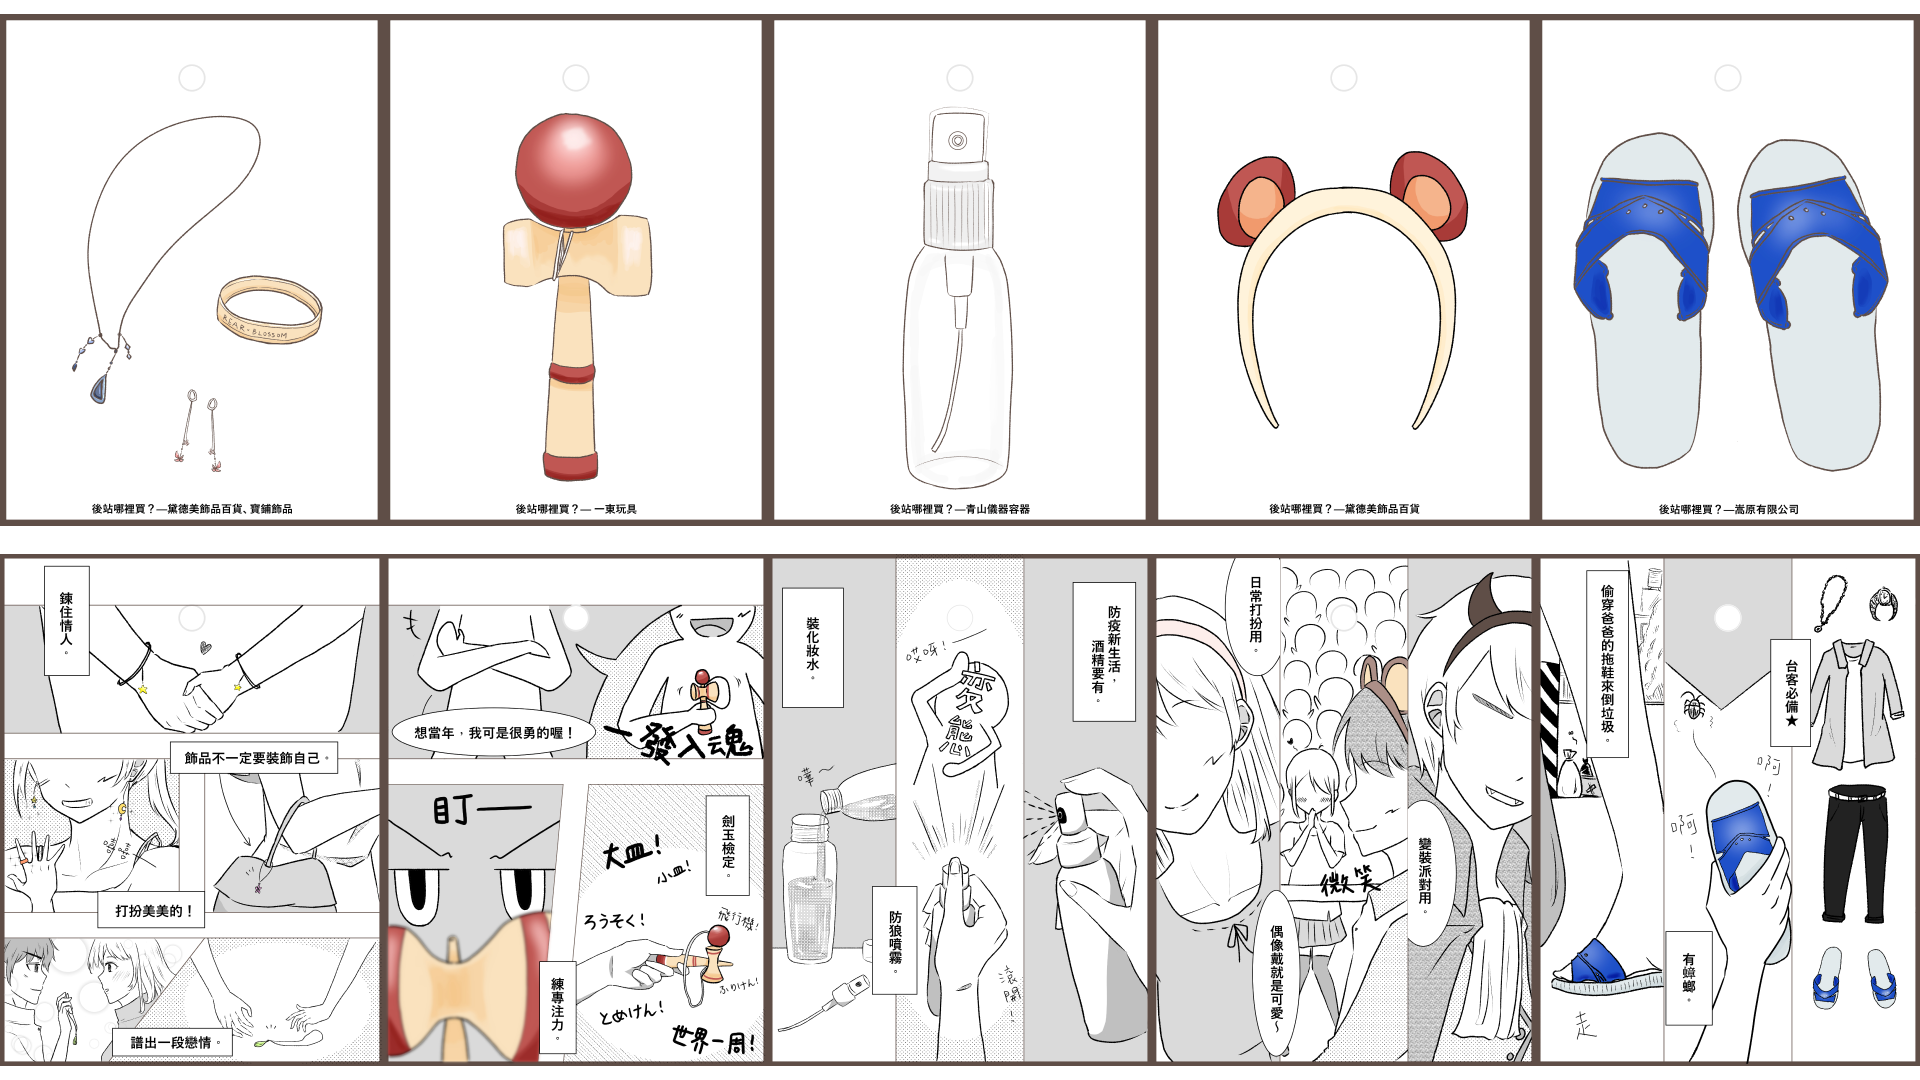 BEAR·BLOSSOM
後站哪裡買？—黛德美飾品百貨、寶鋪飾品
後站哪裡買？— 一東玩具
後站哪裡買？—青山儀器容器
後站哪裡買？—黛德美飾品百貨
後站哪裡買？—嵩原有限公司
鍊住情人。
飾品不一定要裝飾自己。
打扮美美的！
譜出一段戀情。
想當年，我可是很勇的喔！
發入魂
盯——
劍玉檢定。
大皿！
小皿！
ろうそく！
飛行機！
ふりけん！
とめけん！
世界一周！
練專注力。
裝化妝水。
噗～
哎呀！
變態
防狼噴霧。
滾開！
防疫新生活，
酒精要有。
日常打扮用。
微笑
偶像戴就是可愛～
變裝派對用。
偷穿爸爸的拖鞋來倒垃圾。
走
啊！
啊！
有蟑螂。
台客必備★